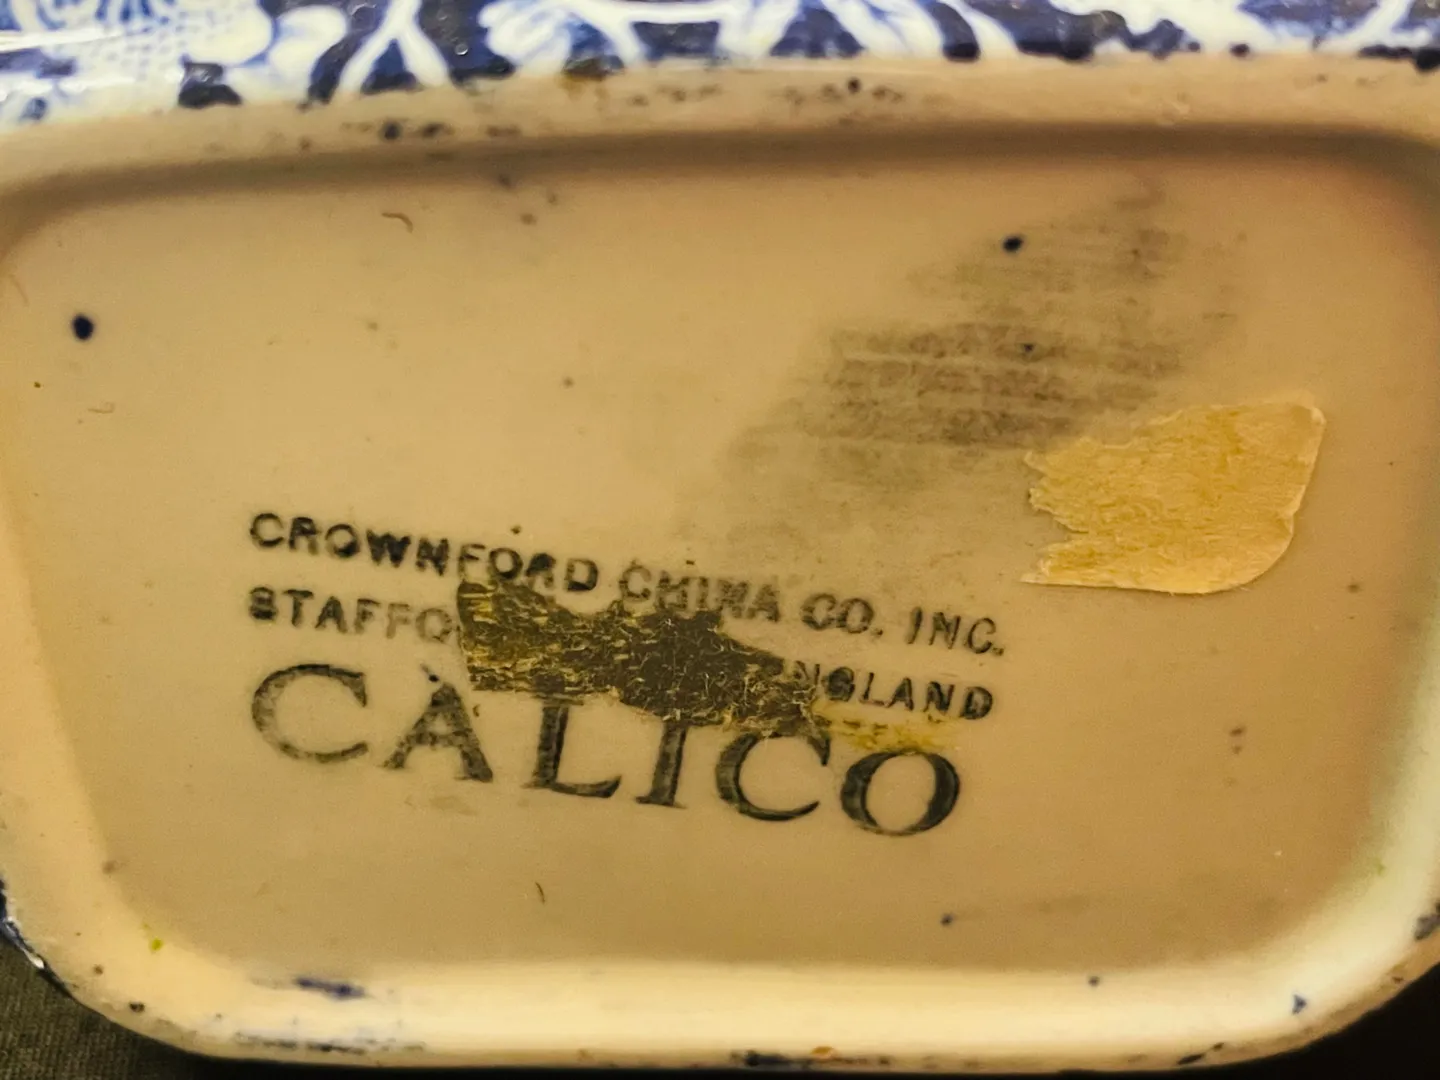 CROWNFORD CHINA CO. INC.
STAFFO NGLAND
CALICO